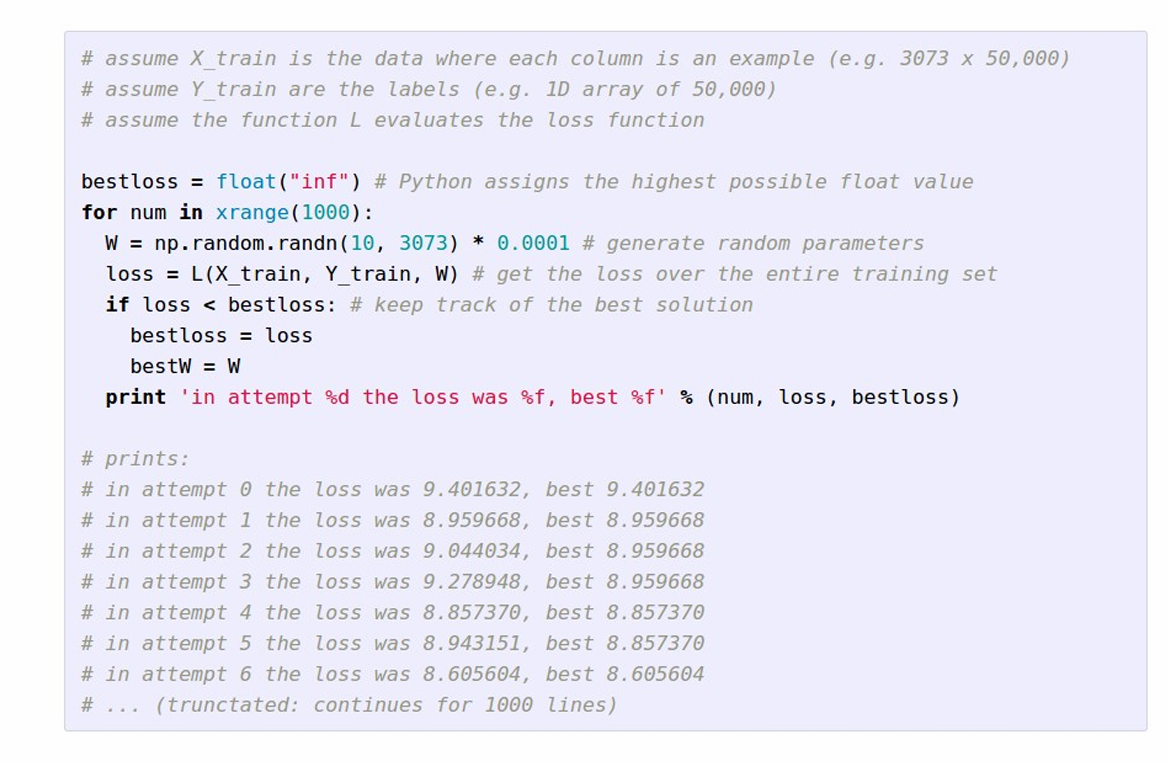 # assume X_train is the data where each column is an example (e.g. 3073 x 50,000)
# assume Y_train are the labels (e.g. 1D array of 50,000)
# assume the function L evaluates the loss function

bestloss = float("inf") # Python assigns the highest possible float value
for num in xrange(1000):
  W = np.random.randn(10, 3073) * 0.0001 # generate random parameters
  loss = L(X_train, Y_train, W) # get the loss over the entire training set
  if loss < bestloss: # keep track of the best solution
    bestloss = loss
    bestW = W
  print 'in attempt %d the loss was %f, best %f' % (num, loss, bestloss)

# prints:
# in attempt 0 the loss was 9.401632, best 9.401632
# in attempt 1 the loss was 8.959668, best 8.959668
# in attempt 2 the loss was 9.044034, best 8.959668
# in attempt 3 the loss was 9.278948, best 8.959668
# in attempt 4 the loss was 8.857370, best 8.857370
# in attempt 5 the loss was 8.943151, best 8.857370
# in attempt 6 the loss was 8.605604, best 8.605604
# ... (trunctated: continues for 1000 lines)